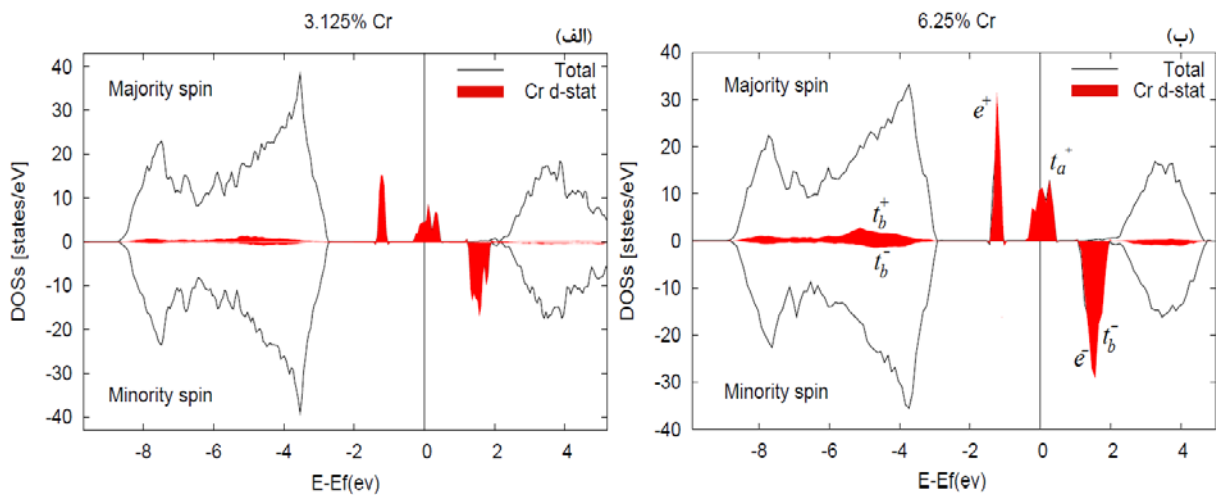 3.125% Cr
(الف)
40
30
20
10
0
-10
-20
-30
-40
DOSs [states/eV]
Majority spin
Minority spin
Total
Cr d-stat
-8
-6
-4
-2
0
2
4
E-Ef(ev)
6.25% Cr
(ب)
40
30
20
10
0
-10
-20
-30
-40
DOSs [ststes/eV]
Majority spin
Minority spin
Total
Cr d-stat
e⁺
tₐ⁺
t_b⁺
t_b⁻
e⁻
t_b⁻
-8
-6
-4
-2
0
2
4
E-Ef(ev)